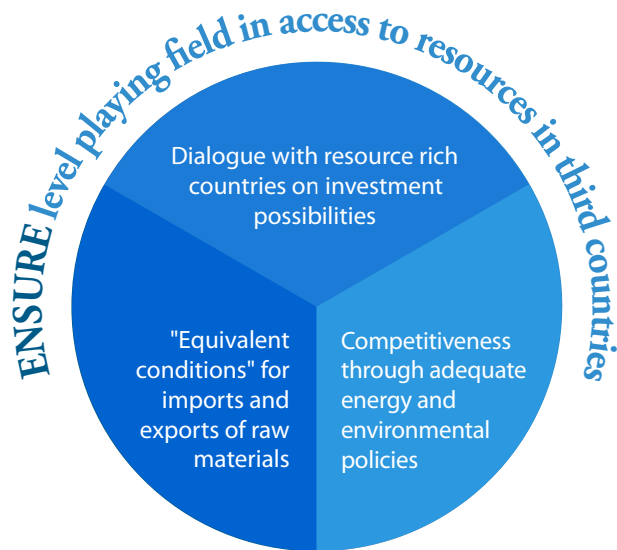 ENSURE level playing field in access to resources in third countries
Dialogue with resource rich
countries on investment
possibilities
"Equivalent
conditions" for
imports and
exports of raw
materials
Competitiveness
through adequate
energy and
environmental
policies